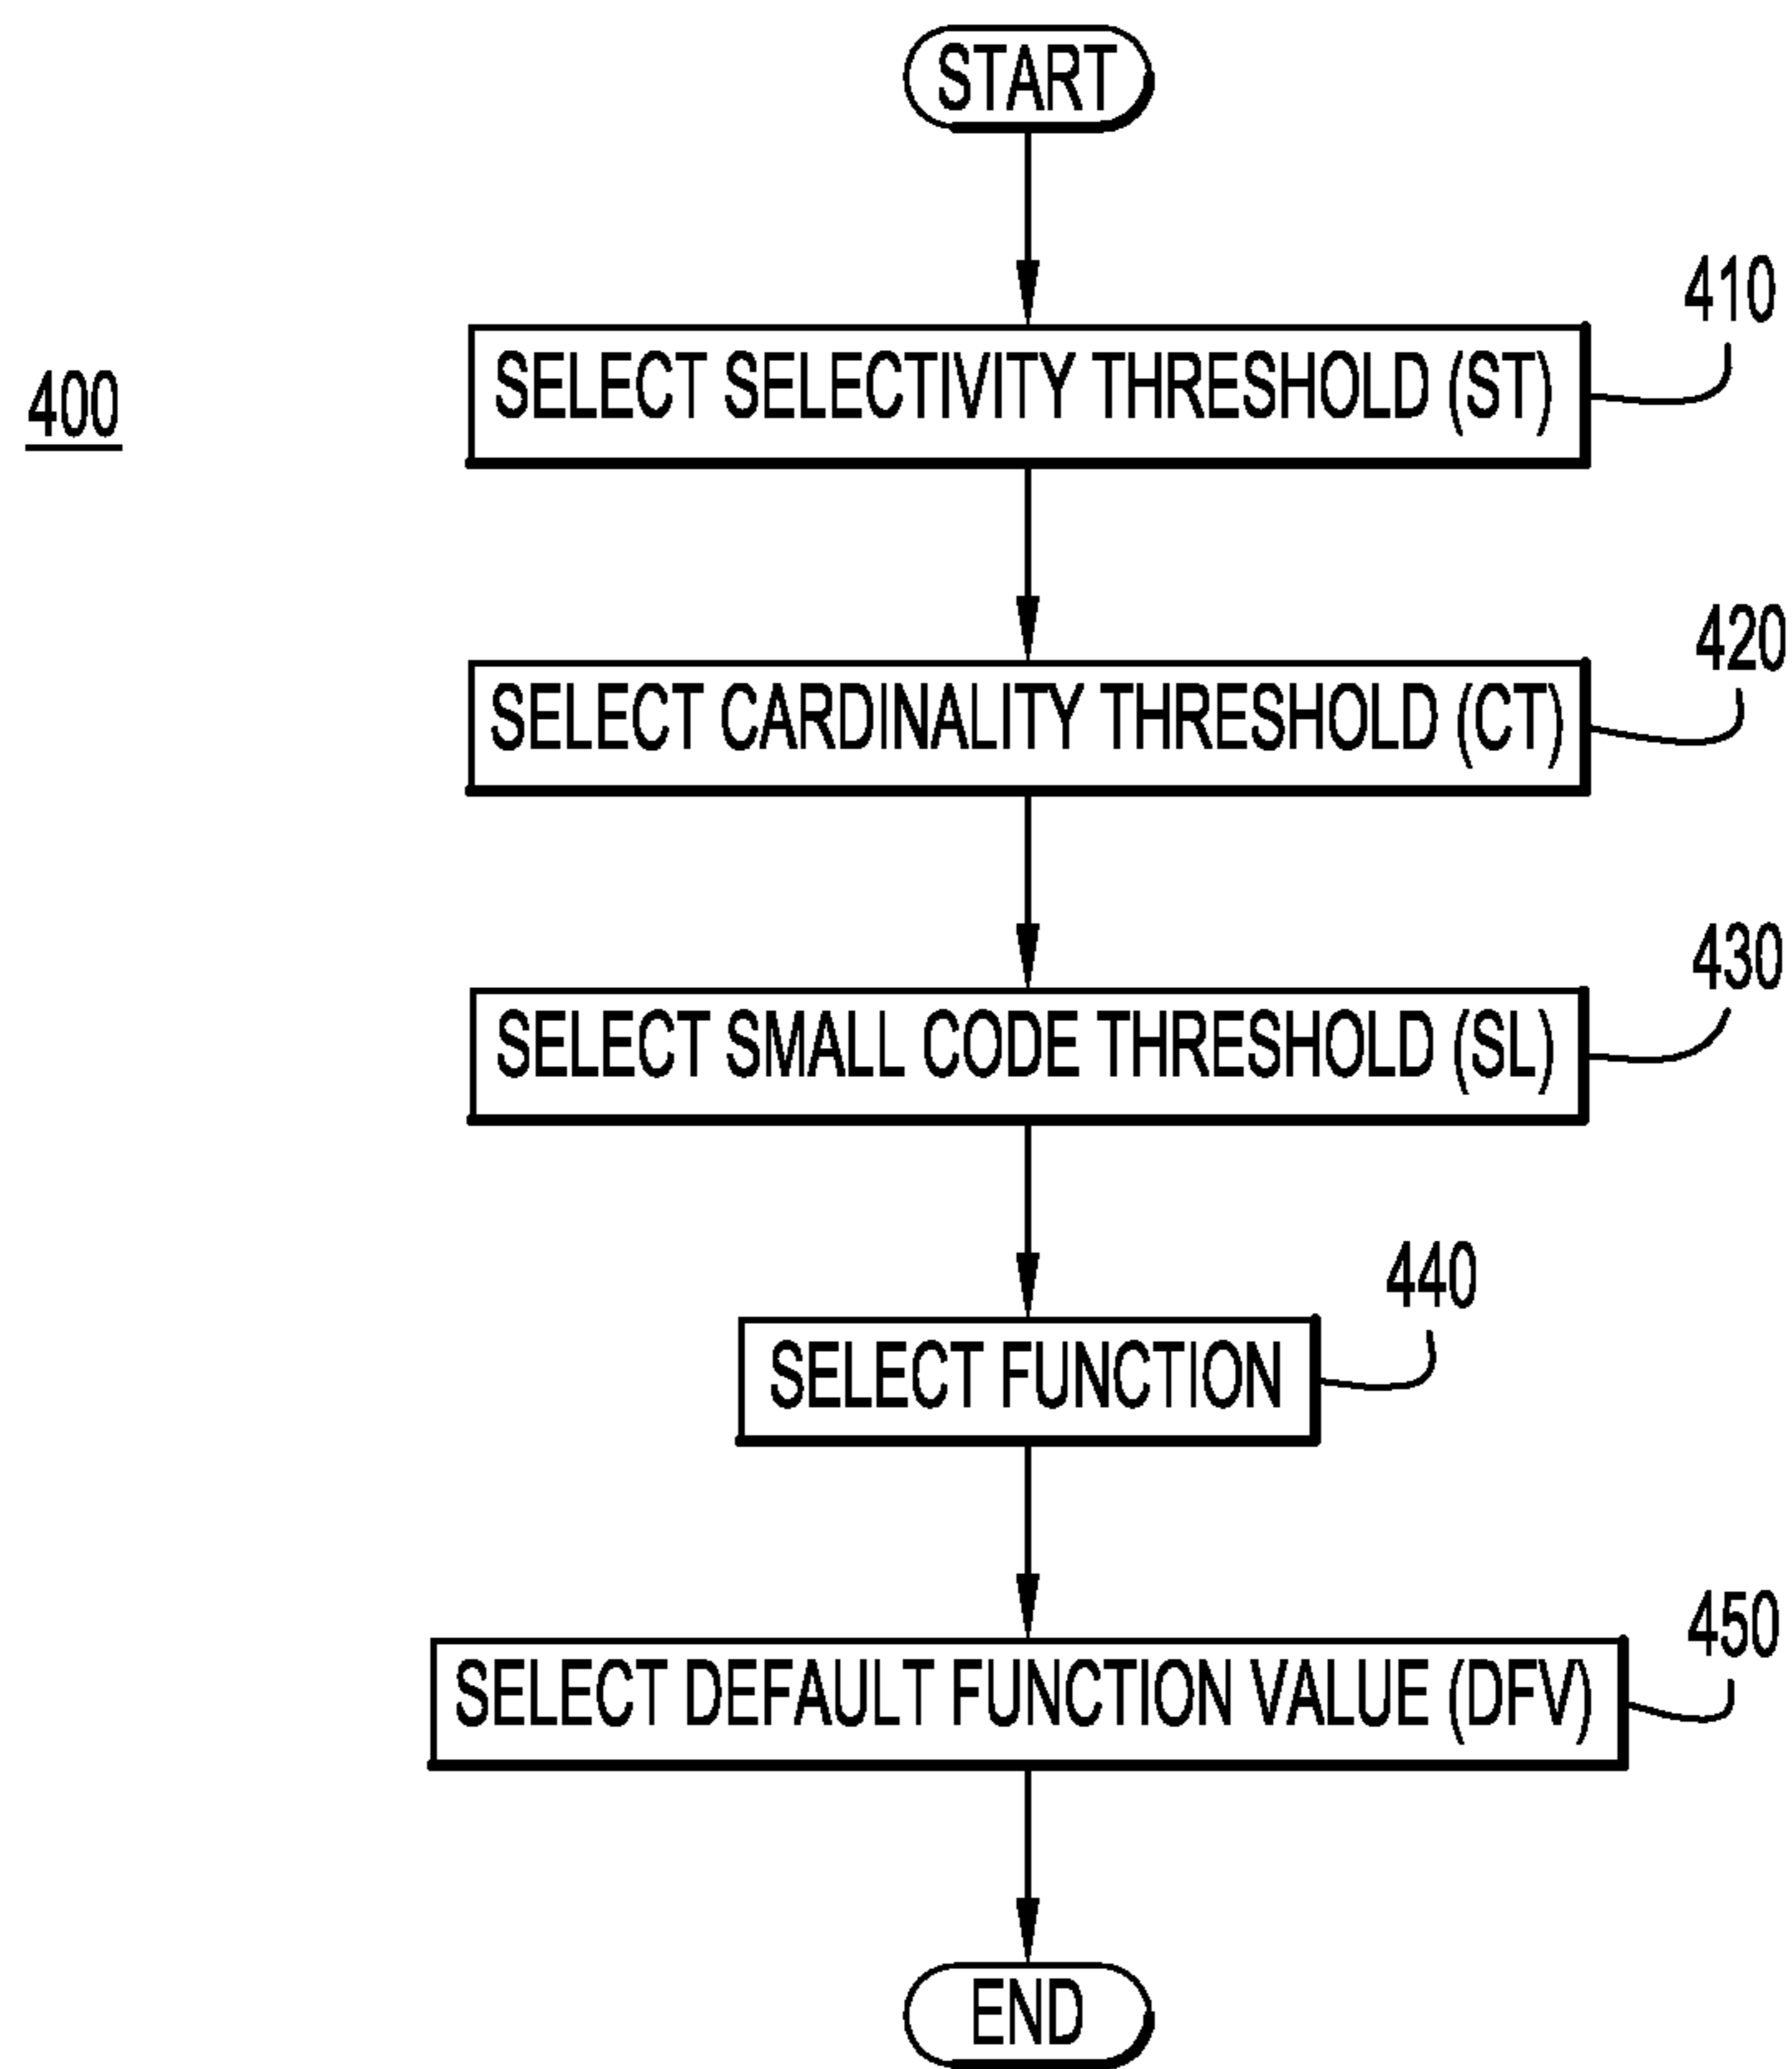 START
410
400
SELECT SELECTIVITY THRESHOLD (ST)
420
SELECT CARDINALITY THRESHOLD (CT)
430
SELECT SMALL CODE THRESHOLD (SL)
440
SELECT FUNCTION
450
SELECT DEFAULT FUNCTION VALUE (DFV)
END